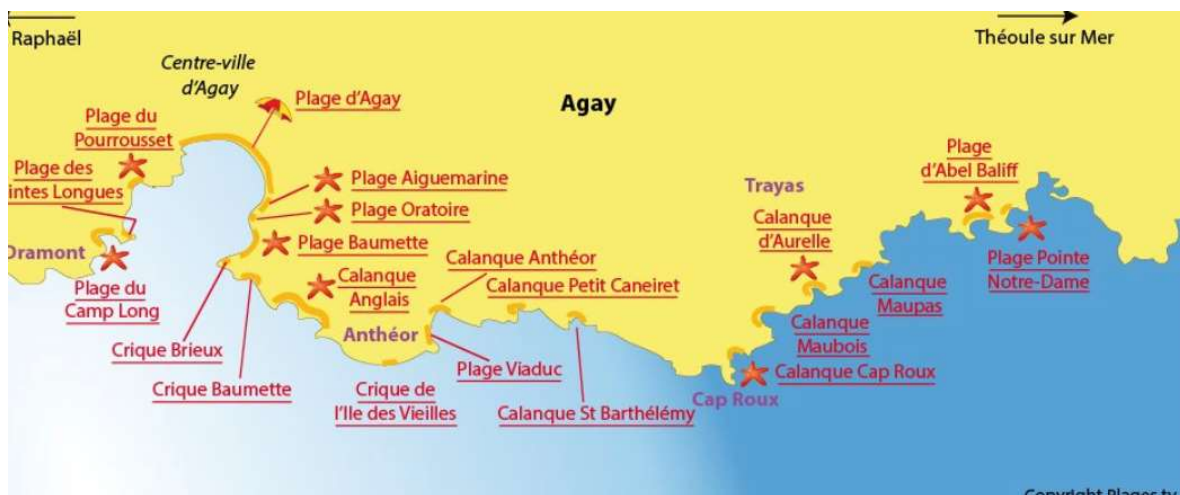 Raphaël
Théoule sur Mer
Centre-ville
d'Agay
Plage d'Agay
Agay
Plage du
Pourrousset
Plage
d'Abel Baliff
Plage des
intes Longues
Plage Aiguemarine
Trayas
Plage Oratoire
Calanque
d'Aurelle
Dramont
Plage Baumette
Calanque Anthéor
Plage Pointe
Notre-Dame
Plage du
Camp Long
Calanque
Anglais
Calanque Petit Caneiret
Calanque
Maupas
Anthéor
Calanque
Maubois
Crique Brieux
Plage Viaduc
Calanque Cap Roux
Crique Baumette
Crique de
l'Ile des Vieilles
Calanque St Barthélémy
Cap Roux
Copyright Plages.tv